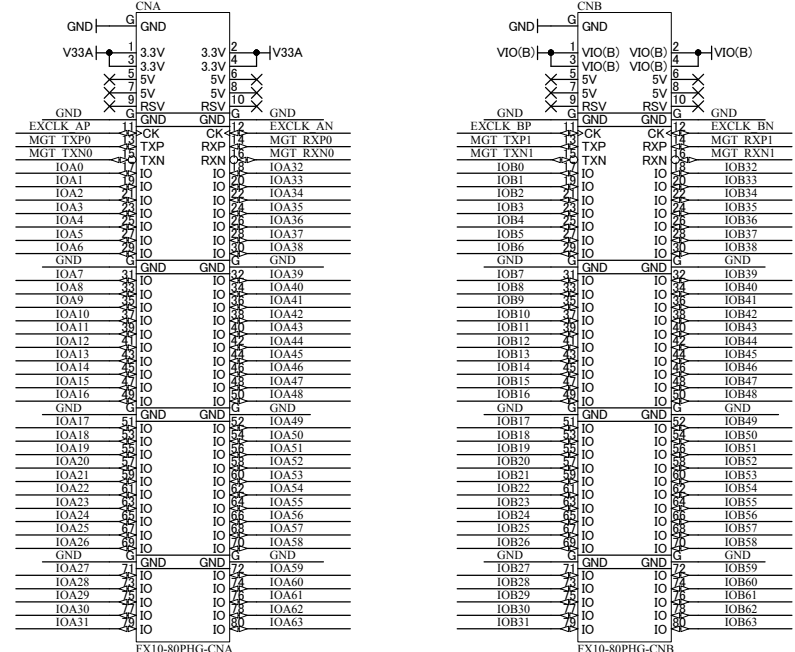 CNA CNB
G G
GND GND GND GND
V33A 1 3.3V 3.3V 2 V33A VIO(B) 1 VIO(B) VIO(B) 2 VIO(B)
3 3.3V 3.3V 4 3 VIO(B) VIO(B) 4
5 5V 5V 6 5 5V 5V 6
7 5V 5V 8 7 5V 5V 8
9 RSV RSV 10 9 RSV RSV 10
GND G GND GND G GND GND G GND GND G GND
EXCLK_AP 11 CK CK 12 EXCLK_AN EXCLK_BP 11 CK CK 12 EXCLK_BN
MGT_TXP0 13 TXP RXP 14 MGT_RXP0 MGT_TXP1 13 TXP RXP 14 MGT_RXP1
MGT_TXN0 15 TXN RXN 16 MGT_RXN0 MGT_TXN1 15 TXN RXN 16 MGT_RXN1
IOA0 17 IO IO 18 IOA32 IOB0 17 IO IO 18 IOB32
IOA1 19 IO IO 20 IOA33 IOB1 19 IO IO 20 IOB33
IOA2 21 IO IO 22 IOA34 IOB2 21 IO IO 22 IOB34
IOA3 23 IO IO 24 IOA35 IOB3 23 IO IO 24 IOB35
IOA4 25 IO IO 26 IOA36 IOB4 25 IO IO 26 IOB36
IOA5 27 IO IO 28 IOA37 IOB5 27 IO IO 28 IOB37
IOA6 29 IO IO 30 IOA38 IOB6 29 IO IO 30 IOB38
GND G GND GND G GND GND G GND GND G GND
IOA7 31 IO IO 32 IOA39 IOB7 31 IO IO 32 IOB39
IOA8 33 IO IO 34 IOA40 IOB8 33 IO IO 34 IOB40
IOA9 35 IO IO 36 IOA41 IOB9 35 IO IO 36 IOB41
IOA10 37 IO IO 38 IOA42 IOB10 37 IO IO 38 IOB42
IOA11 39 IO IO 40 IOA43 IOB11 39 IO IO 40 IOB43
IOA12 41 IO IO 42 IOA44 IOB12 41 IO IO 42 IOB44
IOA13 43 IO IO 44 IOA45 IOB13 43 IO IO 44 IOB45
IOA14 45 IO IO 46 IOA46 IOB14 45 IO IO 46 IOB46
IOA15 47 IO IO 48 IOA47 IOB15 47 IO IO 48 IOB47
IOA16 49 IO IO 50 IOA48 IOB16 49 IO IO 50 IOB48
GND G GND GND G GND GND G GND GND G GND
IOA17 51 IO IO 52 IOA49 IOB17 51 IO IO 52 IOB49
IOA18 53 IO IO 54 IOA50 IOB18 53 IO IO 54 IOB50
IOA19 55 IO IO 56 IOA51 IOB19 55 IO IO 56 IOB51
IOA20 57 IO IO 58 IOA52 IOB20 57 IO IO 58 IOB52
IOA21 59 IO IO 60 IOA53 IOB21 59 IO IO 60 IOB53
IOA22 61 IO IO 62 IOA54 IOB22 61 IO IO 62 IOB54
IOA23 63 IO IO 64 IOA55 IOB23 63 IO IO 64 IOB55
IOA24 65 IO IO 66 IOA56 IOB24 65 IO IO 66 IOB56
IOA25 67 IO IO 68 IOA57 IOB25 67 IO IO 68 IOB57
IOA26 69 IO IO 70 IOA58 IOB26 69 IO IO 70 IOB58
GND G GND GND G GND GND G GND GND G GND
IOA27 71 IO IO 72 IOA59 IOB27 71 IO IO 72 IOB59
IOA28 73 IO IO 74 IOA60 IOB28 73 IO IO 74 IOB60
IOA29 75 IO IO 76 IOA61 IOB29 75 IO IO 76 IOB61
IOA30 77 IO IO 78 IOA62 IOB30 77 IO IO 78 IOB62
IOA31 79 IO IO 80 IOA63 IOB31 79 IO IO 80 IOB63
FX10-80PHG-CNA FX10-80PHG-CNB